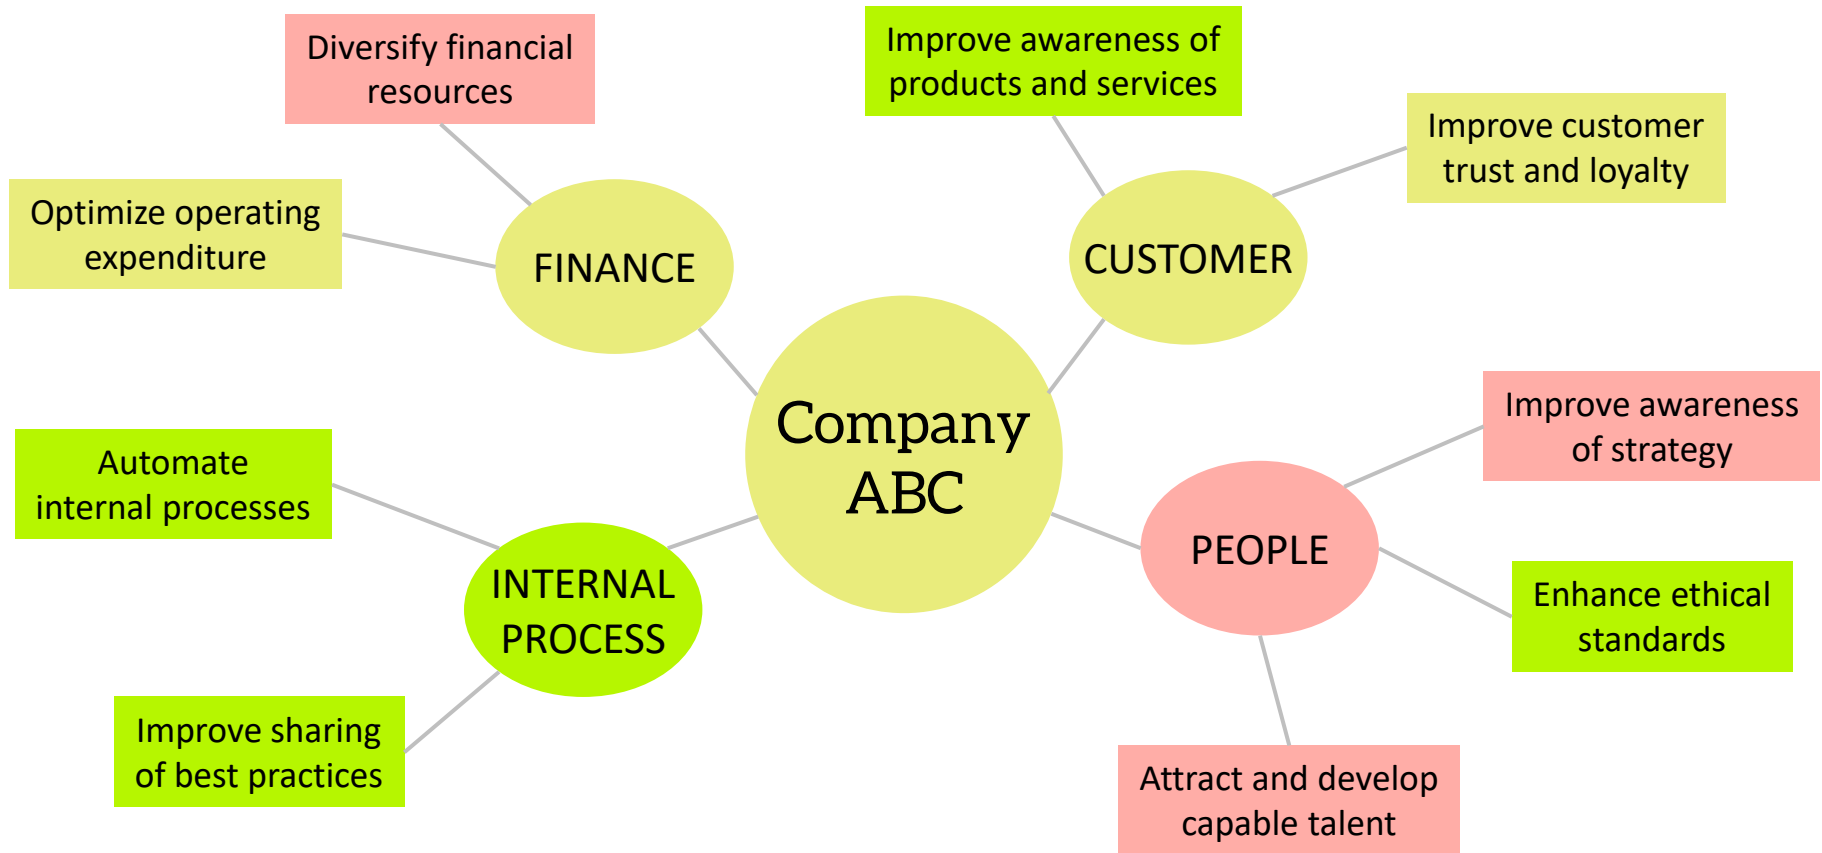 Diversify financial
resources
Improve awareness of
products and services
Improve customer
trust and loyalty
Optimize operating
expenditure
FINANCE
CUSTOMER
Company
ABC
Improve awareness
of strategy
Automate
internal processes
PEOPLE
INTERNAL
PROCESS
Enhance ethical
standards
Improve sharing
of best practices
Attract and develop
capable talent